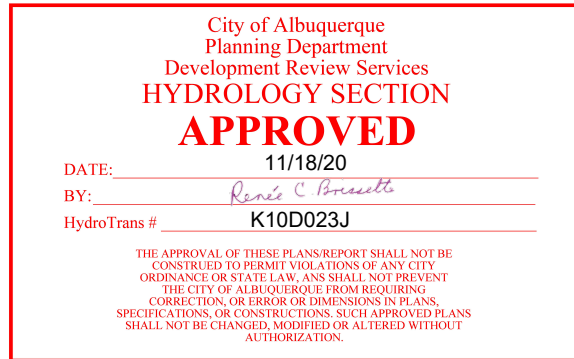 City of Albuquerque
Planning Department
Development Review Services
HYDROLOGY SECTION
APPROVED
DATE: 11/18/20
BY: Renée C. Brissette
HydroTrans # K10D023J
THE APPROVAL OF THESE PLANS/REPORT SHALL NOT BE
CONSTRUED TO PERMIT VIOLATIONS OF ANY CITY
ORDINANCE OR STATE LAW, ANS SHALL NOT PREVENT
THE CITY OF ALBUQUERQUE FROM REQUIRING
CORRECTION, OR ERROR OR DIMENSIONS IN PLANS,
SPECIFICATIONS, OR CONSTRUCTIONS. SUCH APPROVED PLANS
SHALL NOT BE CHANGED, MODIFIED OR ALTERED WITHOUT
AUTHORIZATION.